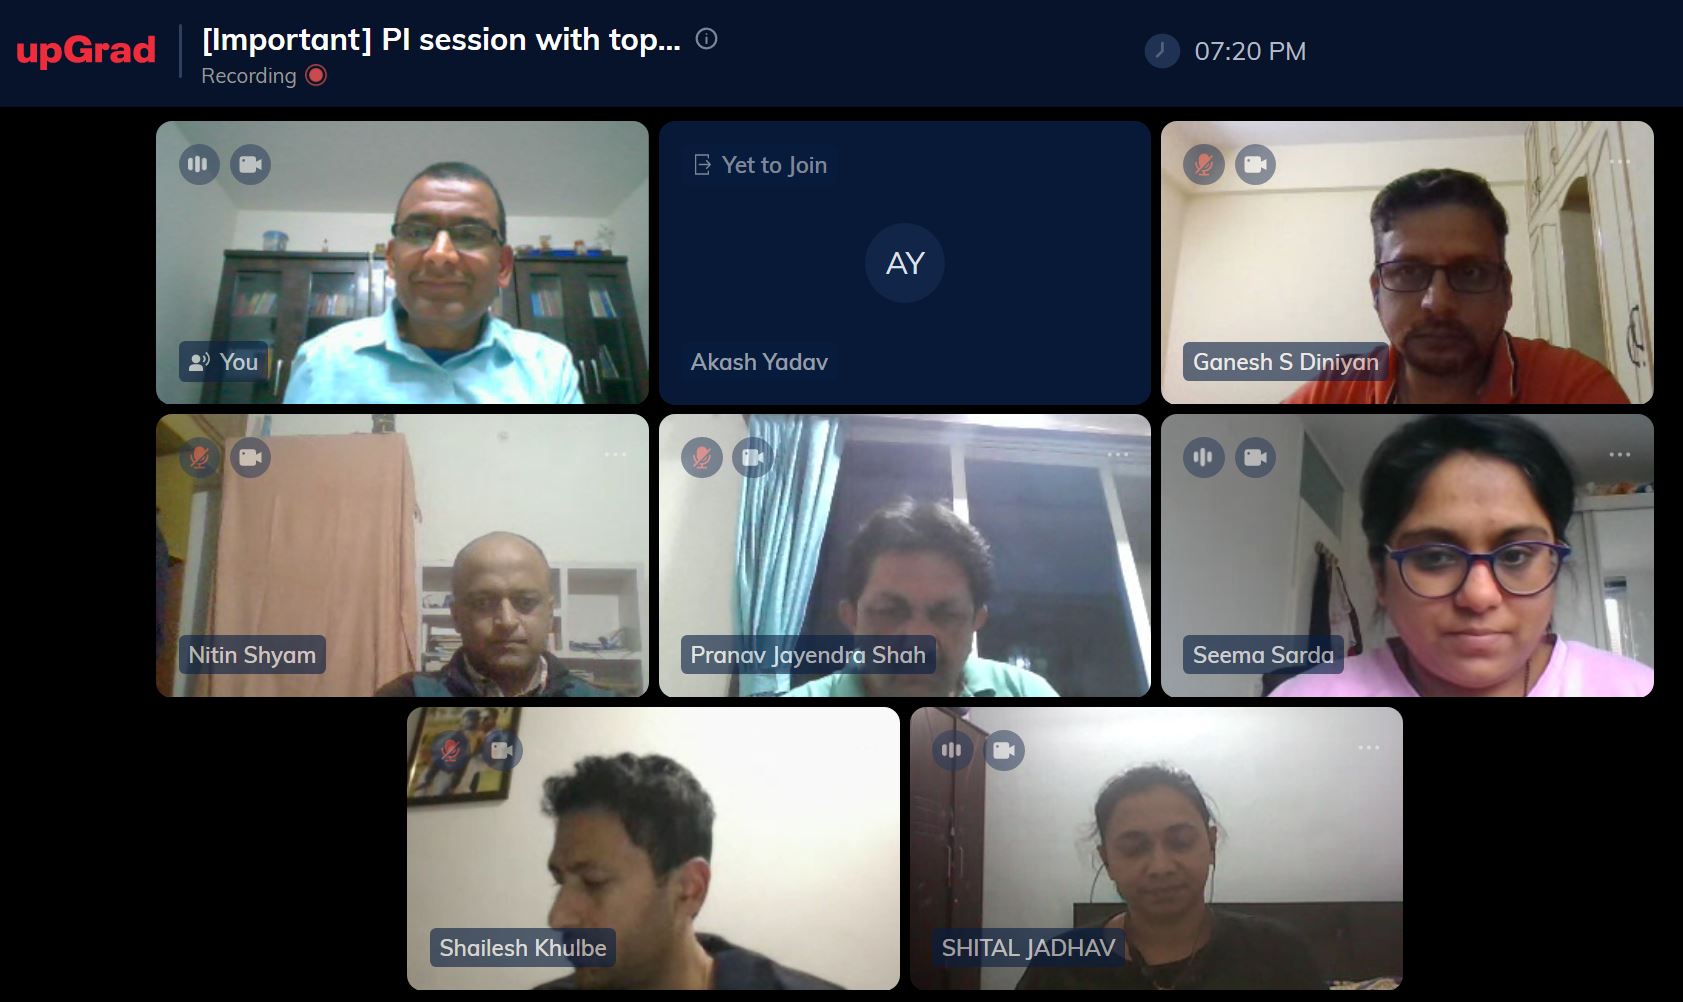 upGrad
[Important] PI session with top...
Recording
07:20 PM
You
Yet to Join
AY
Akash Yadav
Ganesh S Diniyan
Nitin Shyam
Pranav Jayendra Shah
Seema Sarda
Shailesh Khulbe
SHITAL JADHAV